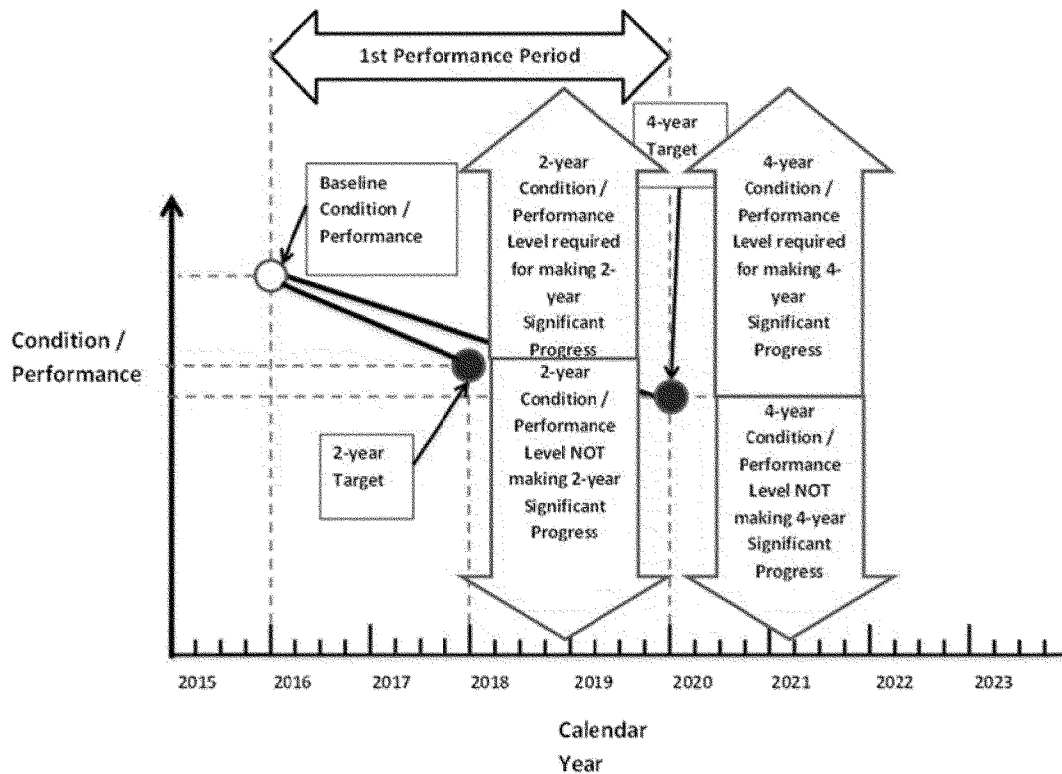 1st Performance Period
4-year
Target
Baseline
Condition /
Performance
2-year
Condition /
Performance
Level required
for making 2-
year
Significant
Progress
4-year
Condition /
Performance
Level required
for making 4-
year
Significant
Progress
Condition /
Performance
2-year
Target
2-year
Condition /
Performance
Level NOT
making 2-year
Significant
Progress
4-year
Condition /
Performance
Level NOT
making 4-year
Significant
Progress
2015 2016 2017 2018 2019 2020 2021 2022 2023
Calendar
Year